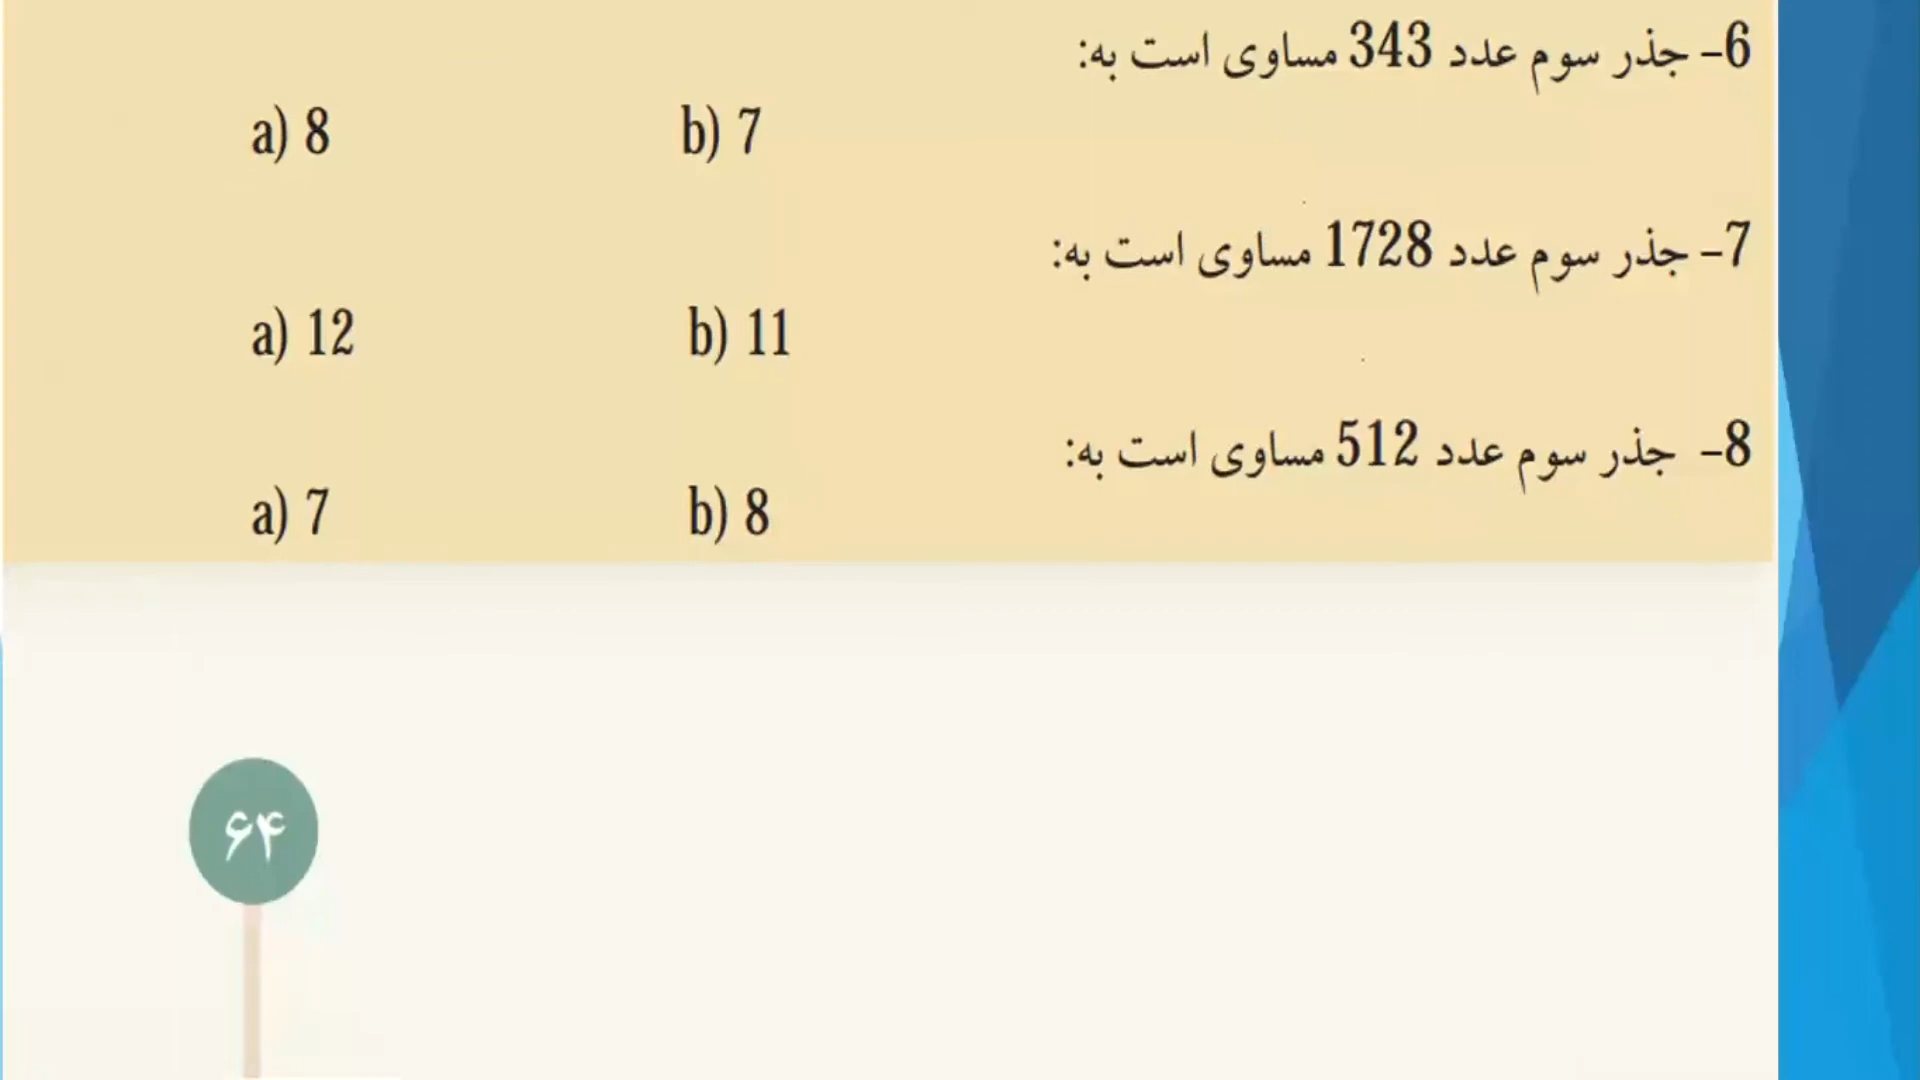 6- جذر سوم عدد 343 مساوی است به:
a) 8 b) 7
7- جذر سوم عدد 1728 مساوی است به:
a) 12 b) 11
8- جذر سوم عدد 512 مساوی است به:
a) 7 b) 8
۶۴